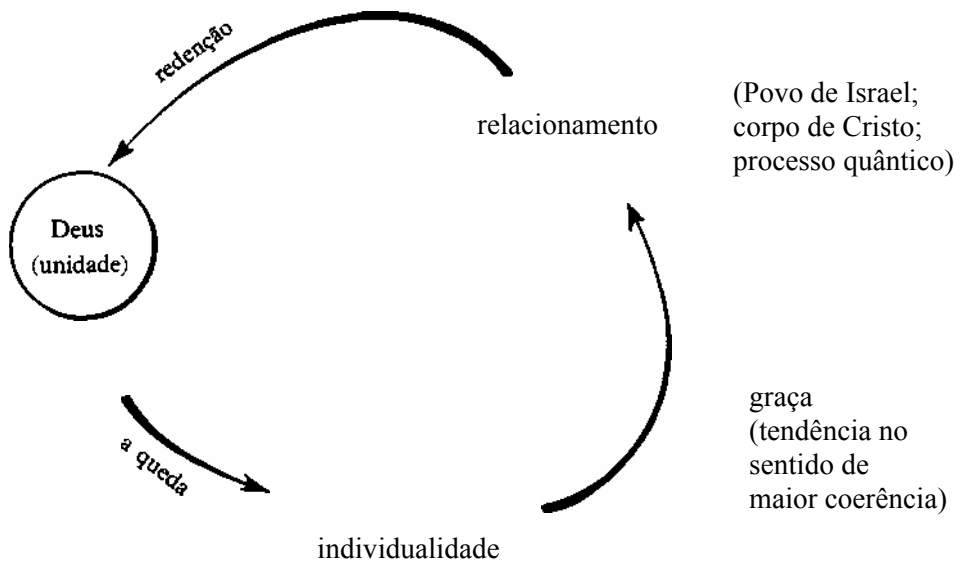 redenção
relacionamento
(Povo de Israel;
corpo de Cristo;
processo quântico)
Deus
(unidade)
graça
(tendência no
sentido de
maior coerência)
a queda
individualidade